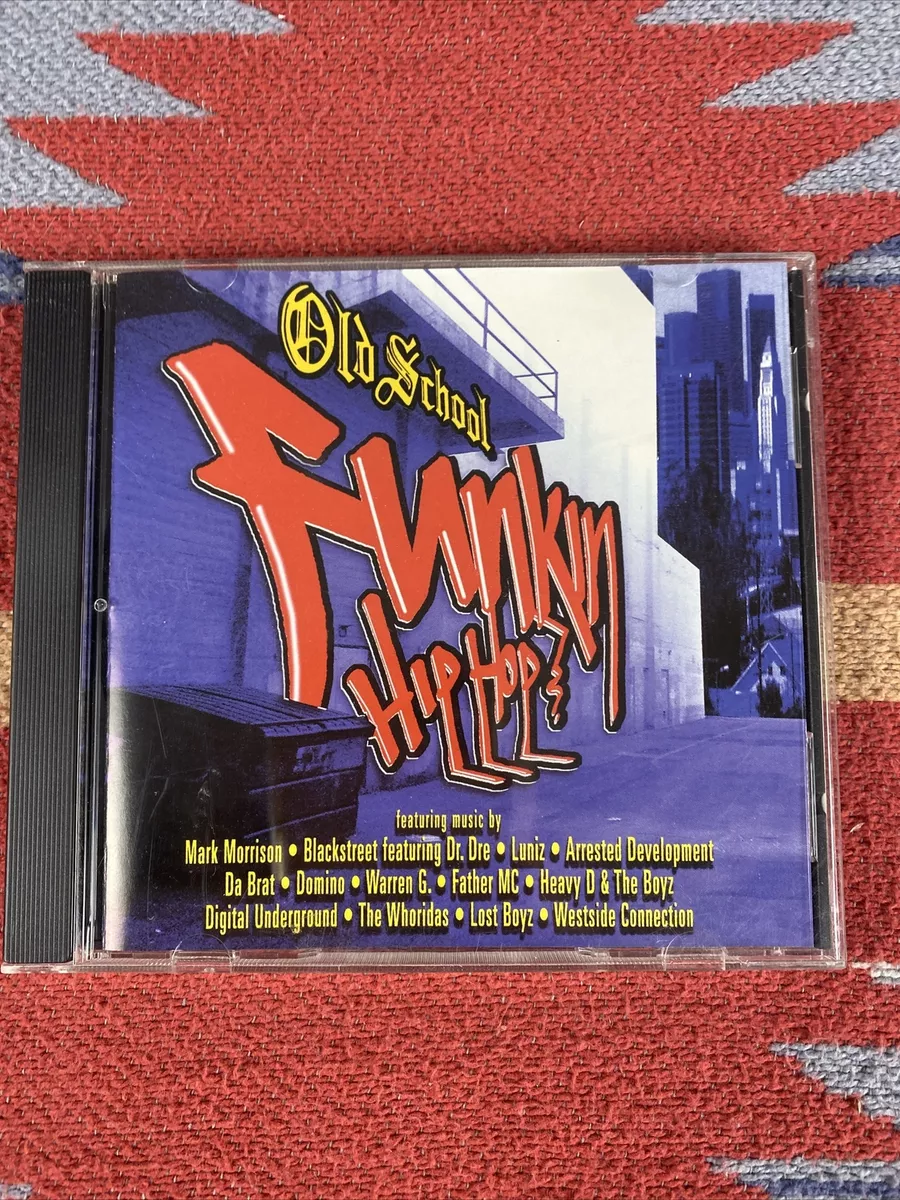 Old School
Funkin
Hip Hop
featuring music by
Mark Morrison • Blackstreet featuring Dr. Dre • Luniz • Arrested Development
Da Brat • Domino • Warren G. • Father MC • Heavy D & The Boyz
Digital Underground • The Whoridas • Lost Boyz • Westside Connection